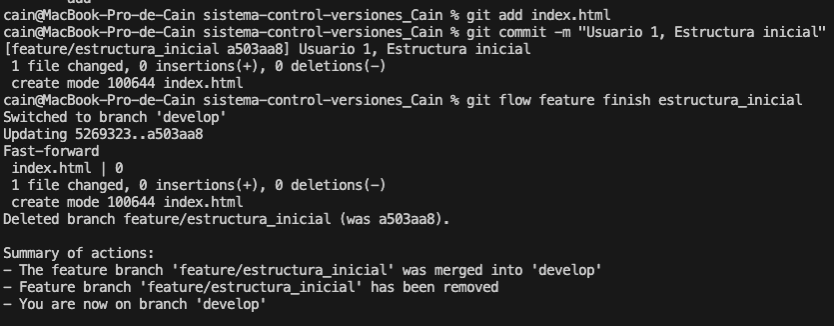 add
cain@MacBook-Pro-de-Cain sistema-control-versiones_Cain % git add index.html
cain@MacBook-Pro-de-Cain sistema-control-versiones_Cain % git commit -m "Usuario 1, Estructura inicial"
[feature/estructura_inicial a503aa8] Usuario 1, Estructura inicial
 1 file changed, 0 insertions(+), 0 deletions(-)
 create mode 100644 index.html
cain@MacBook-Pro-de-Cain sistema-control-versiones_Cain % git flow feature finish estructura_inicial
Switched to branch 'develop'
Updating 5269323..a503aa8
Fast-forward
 index.html | 0
 1 file changed, 0 insertions(+), 0 deletions(-)
 create mode 100644 index.html
Deleted branch feature/estructura_inicial (was a503aa8).

Summary of actions:
- The feature branch 'feature/estructura_inicial' was merged into 'develop'
- Feature branch 'feature/estructura_inicial' has been removed
- You are now on branch 'develop'